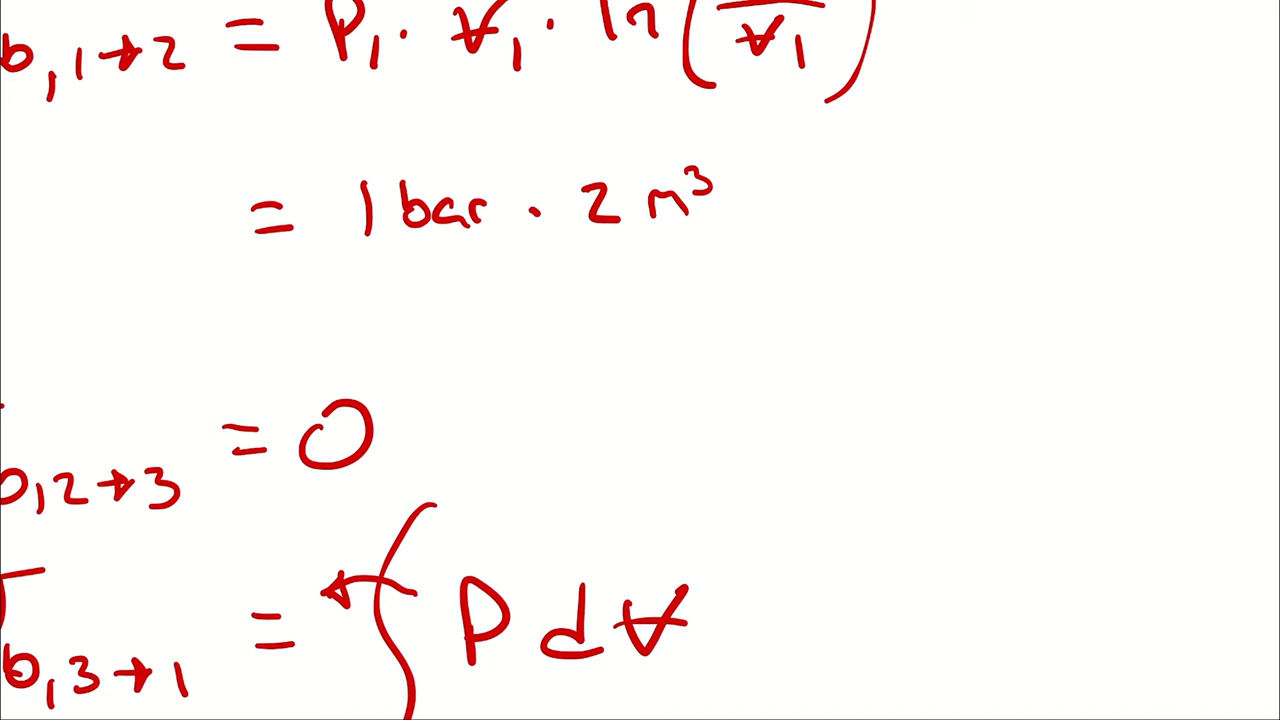 b,1→2 = P₁ · V₁ · ln( / V₁ )
= 1 bar · 2 m³
b,2→3 = 0
b,3→1 = ∫ P dV